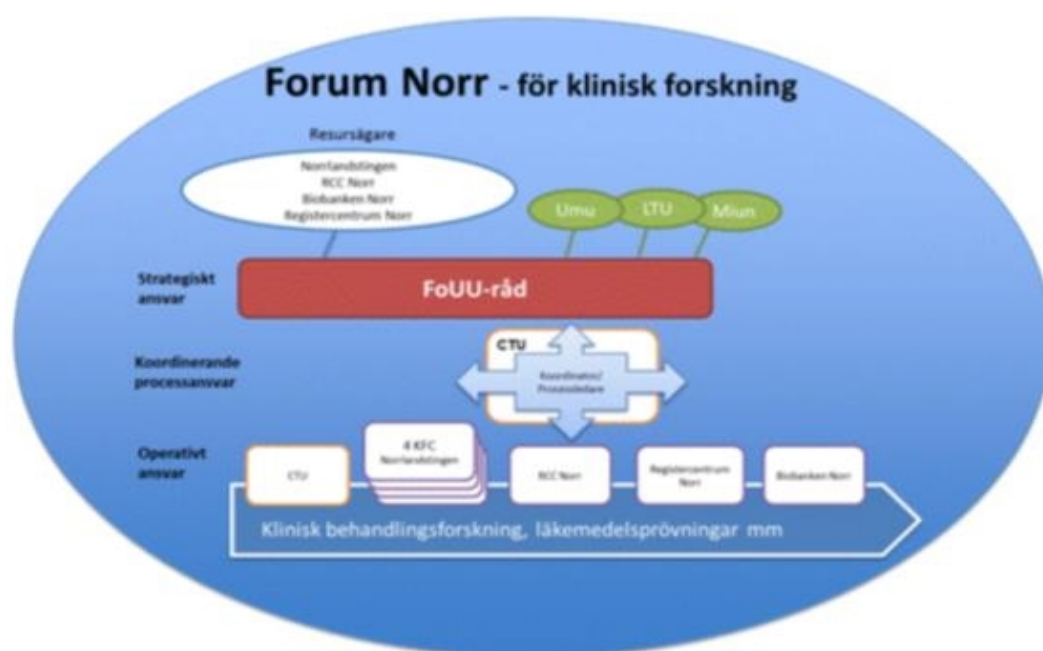 Forum Norr - för klinisk forskning
Resursägare
Norrlandstingen
RCC Norr
Biobanken Norr
Registercentrum Norr
Umu
LTU
Miun
Strategiskt
ansvar
FoUU-råd
CTU
Koordinerande
processansvar
Koordinator/
Processledare
Operativt
ansvar
CTU
4 KFC
Norrlandstingen
RCC Norr
Registercentrum
Norr
Biobanken Norr
Klinisk behandlingsforskning, läkemedelsprövningar mm